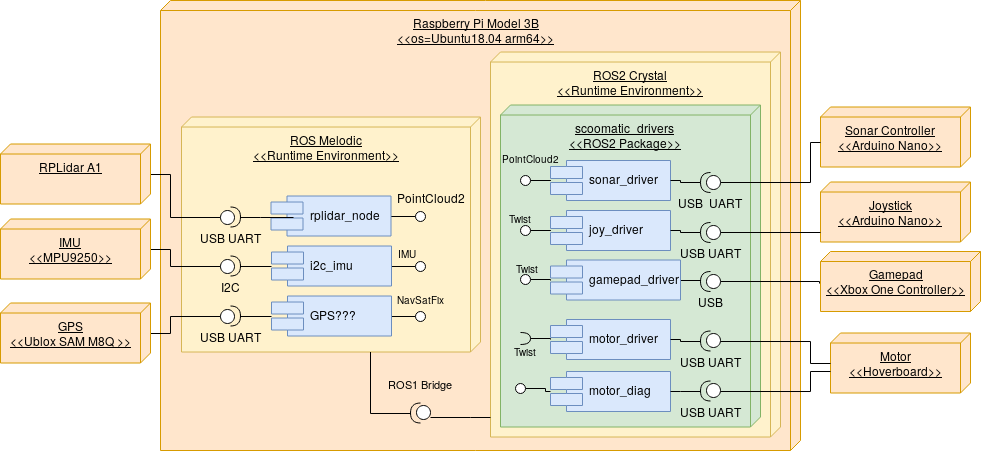 Raspberry Pi Model 3B
<<os=Ubuntu18.04 arm64>>
RPLidar A1
IMU
<<MPU9250>>
GPS
<<Ublox SAM M8Q >>
ROS Melodic
<<Runtime Environment>>
rplidar_node
PointCloud2
USB UART
i2c_imu
IMU
I2C
GPS???
NavSatFix
USB UART
ROS1 Bridge
ROS2 Crystal
<<Runtime Environment>>
scoomatic_drivers
<<ROS2 Package>>
PointCloud2
sonar_driver
USB UART
Twist
joy_driver
USB UART
Twist
gamepad_driver
USB
Twist
motor_driver
USB UART
motor_diag
USB UART
Sonar Controller
<<Arduino Nano>>
Joystick
<<Arduino Nano>>
Gamepad
<<Xbox One Controller>>
Motor
<<Hoverboard>>